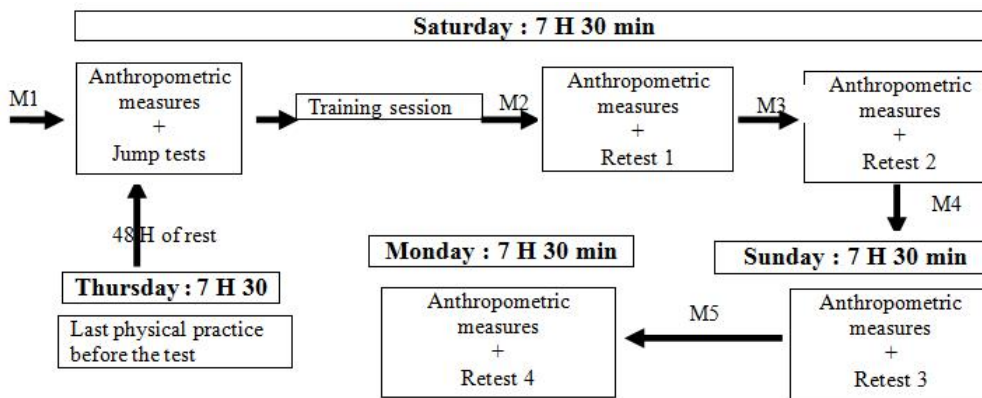 Saturday : 7 H 30 min
M1
Anthropometric
measures
+
Jump tests
Training session
M2
Anthropometric
measures
+
Retest 1
M3
Anthropometric
measures
+
Retest 2
M4
48 H of rest
Thursday : 7 H 30
Last physical practice
before the test
Monday : 7 H 30 min
Anthropometric
measures
+
Retest 4
M5
Sunday : 7 H 30 min
Anthropometric
measures
+
Retest 3